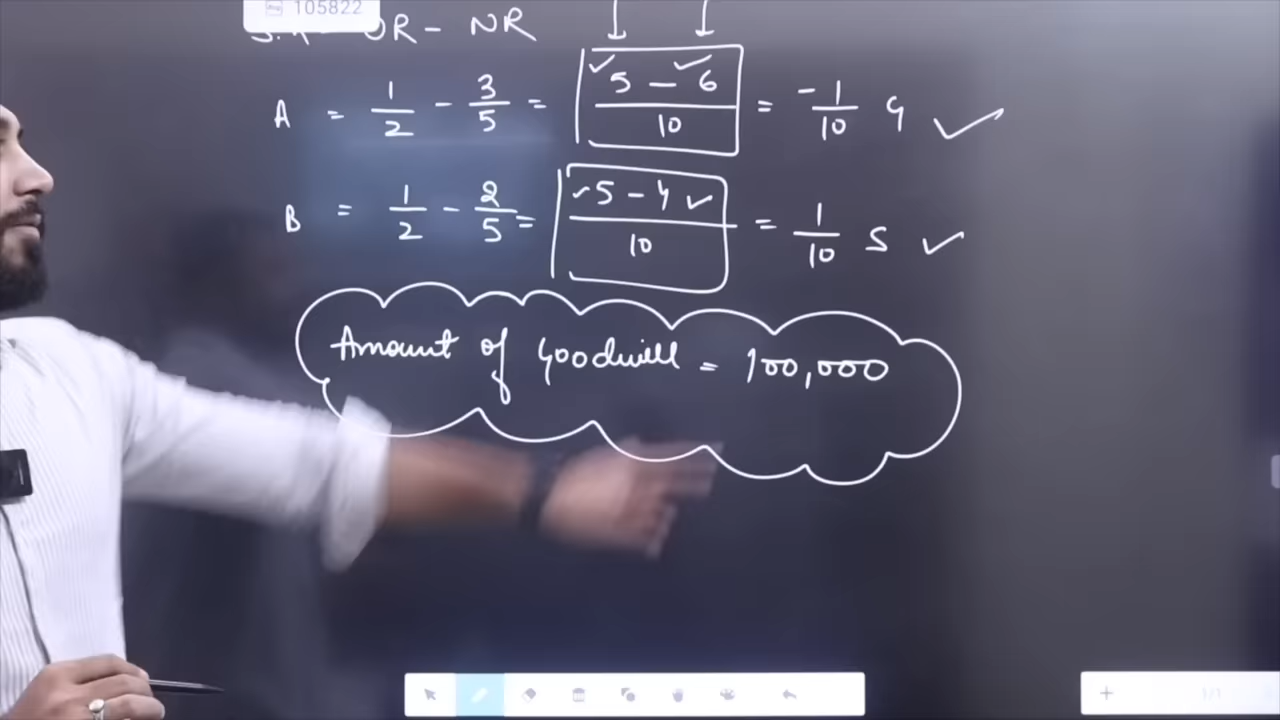 105822
OR - NR
A = 1/2 - 3/5 = 5 - 6/10 = -1/10 G
B = 1/2 - 2/5 = 5 - 4/10 = 1/10 S
Amount of Goodwill = 100,000